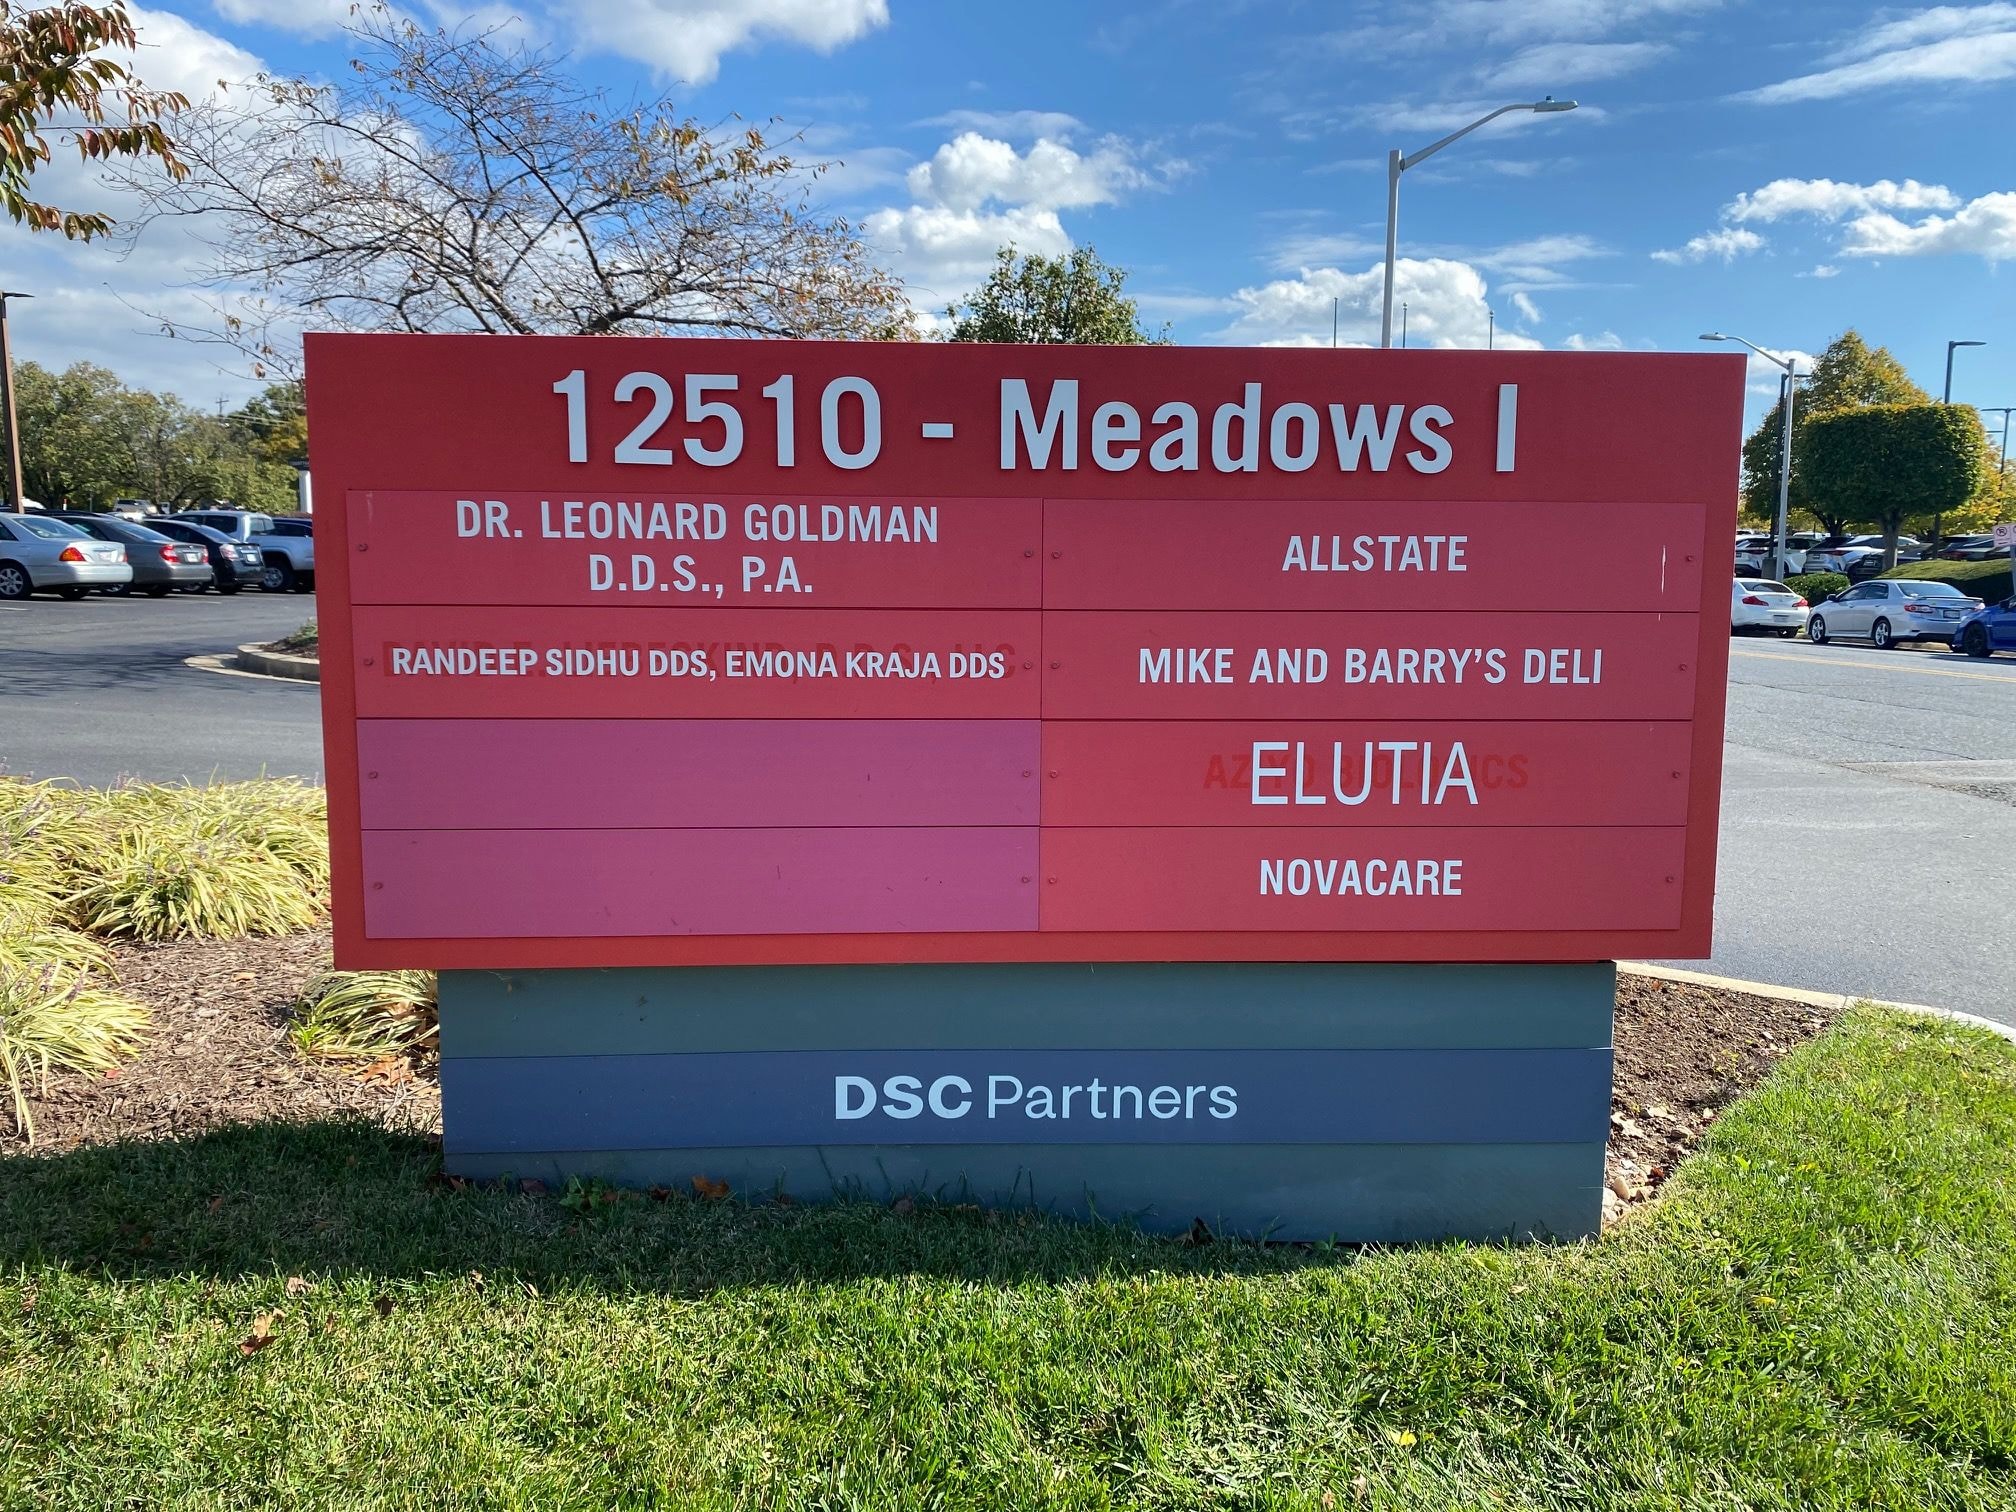 12510 - Meadows I
DR. LEONARD GOLDMAN
D.D.S., P.A.
ALLSTATE
RANDEEP SIDHU DDS, EMONA KRAJA DDS
MIKE AND BARRY'S DELI
ELUTIA
NOVACARE
DSC Partners